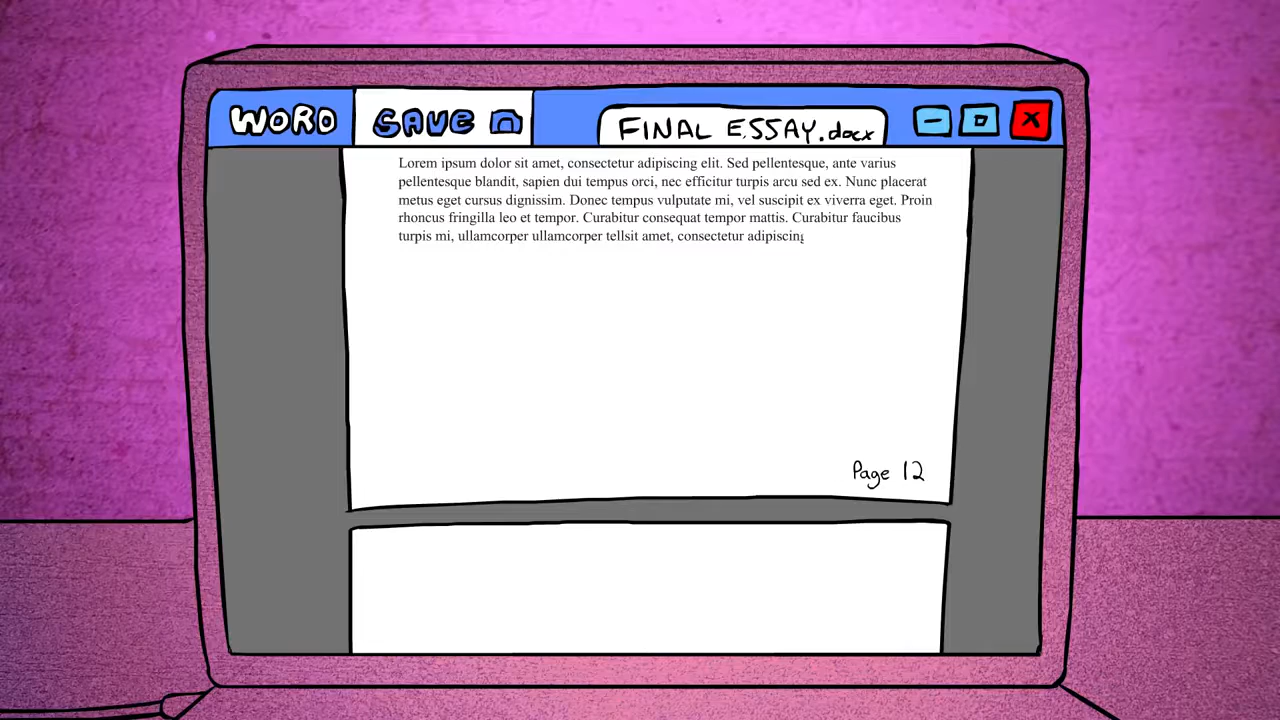 WORD SAVE FINAL ESSAY.docx
Lorem ipsum dolor sit amet, consectetur adipiscing elit. Sed pellentesque, ante varius
pellentesque blandit, sapien dui tempus orci, nec efficitur turpis arcu sed ex. Nunc placerat
metus eget cursus dignissim. Donec tempus vulputate mi, vel suscipit ex viverra eget. Proin
rhoncus fringilla leo et tempor. Curabitur consequat tempor mattis. Curabitur faucibus
turpis mi, ullamcorper ullamcorper tellsit amet, consectetur adipiscing
Page 12